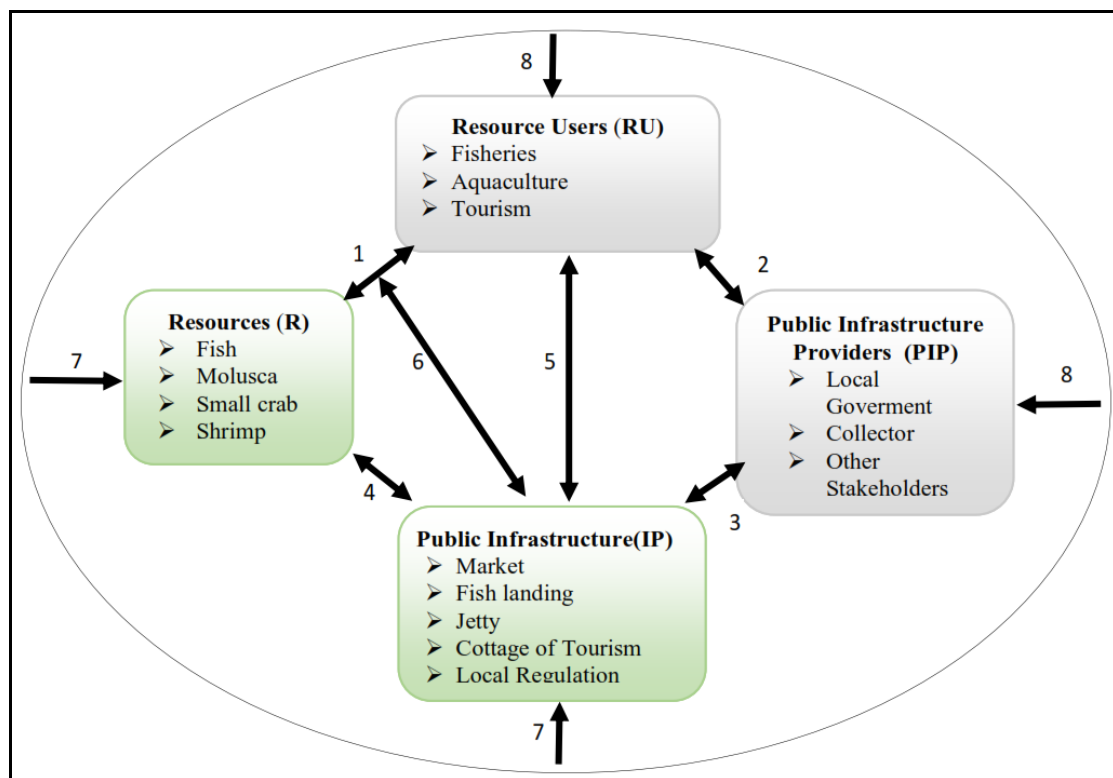 8
Resource Users (RU)
➢ Fisheries
➢ Aquaculture
➢ Tourism
1
2
Resources (R)
➢ Fish
➢ Molusca
➢ Small crab
➢ Shrimp
Public Infrastructure
Providers (PIP)
➢ Local
Goverment
➢ Collector
➢ Other
Stakeholders
7
6
5
8
4
3
Public Infrastructure(IP)
➢ Market
➢ Fish landing
➢ Jetty
➢ Cottage of Tourism
➢ Local Regulation
7